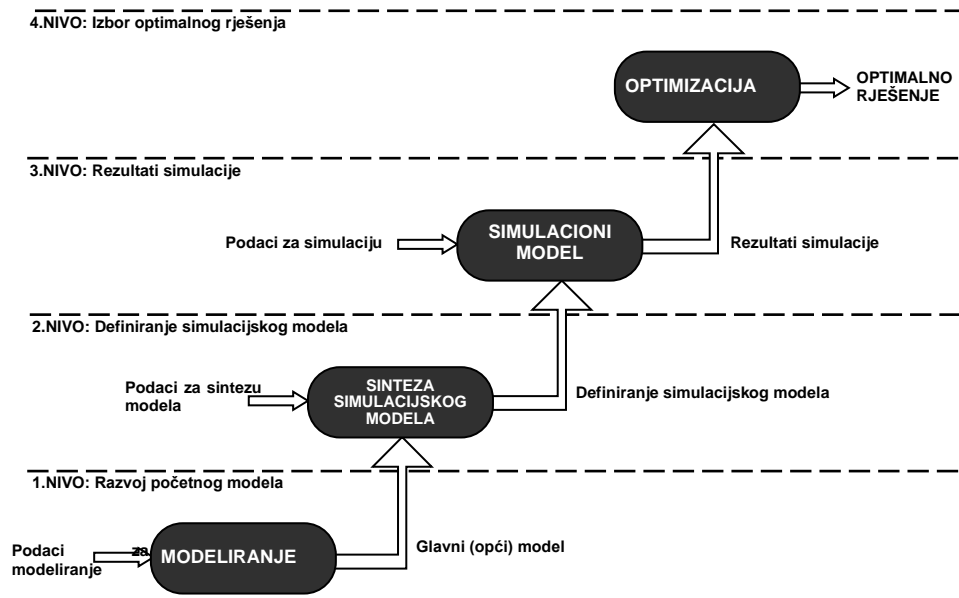 4.NIVO: Izbor optimalnog rješenja
OPTIMIZACIJA
OPTIMALNO
RJEŠENJE
3.NIVO: Rezultati simulacije
Podaci za simulaciju
SIMULACIONI
MODEL
Rezultati simulacije
2.NIVO: Definiranje simulacijskog modela
Podaci za sintezu
modela
SINTEZA
SIMULACIJSKOG
MODELA
Definiranje simulacijskog modela
1.NIVO: Razvoj početnog modela
Podaci za
modeliranje
MODELIRANJE
Glavni (opći) model